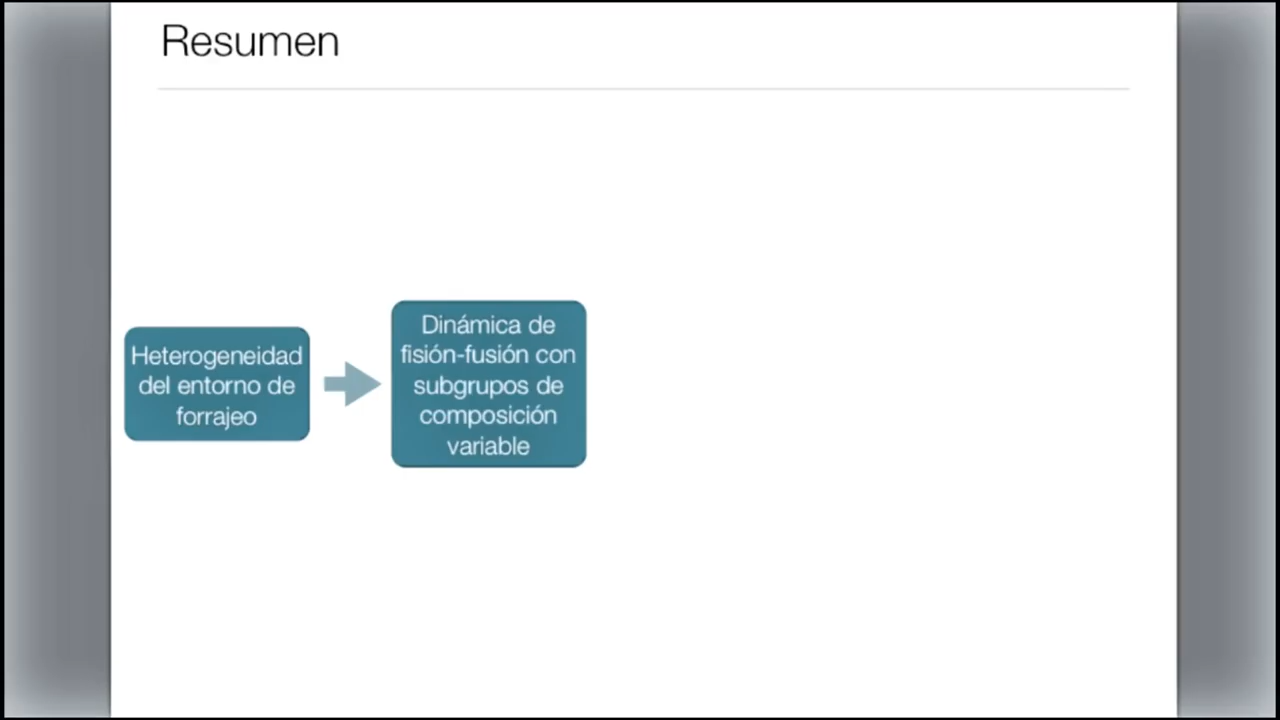 Resumen
Heterogeneidad
del entorno de
forrajeo
Dinámica de
fisión-fusión con
subgrupos de
composición
variable